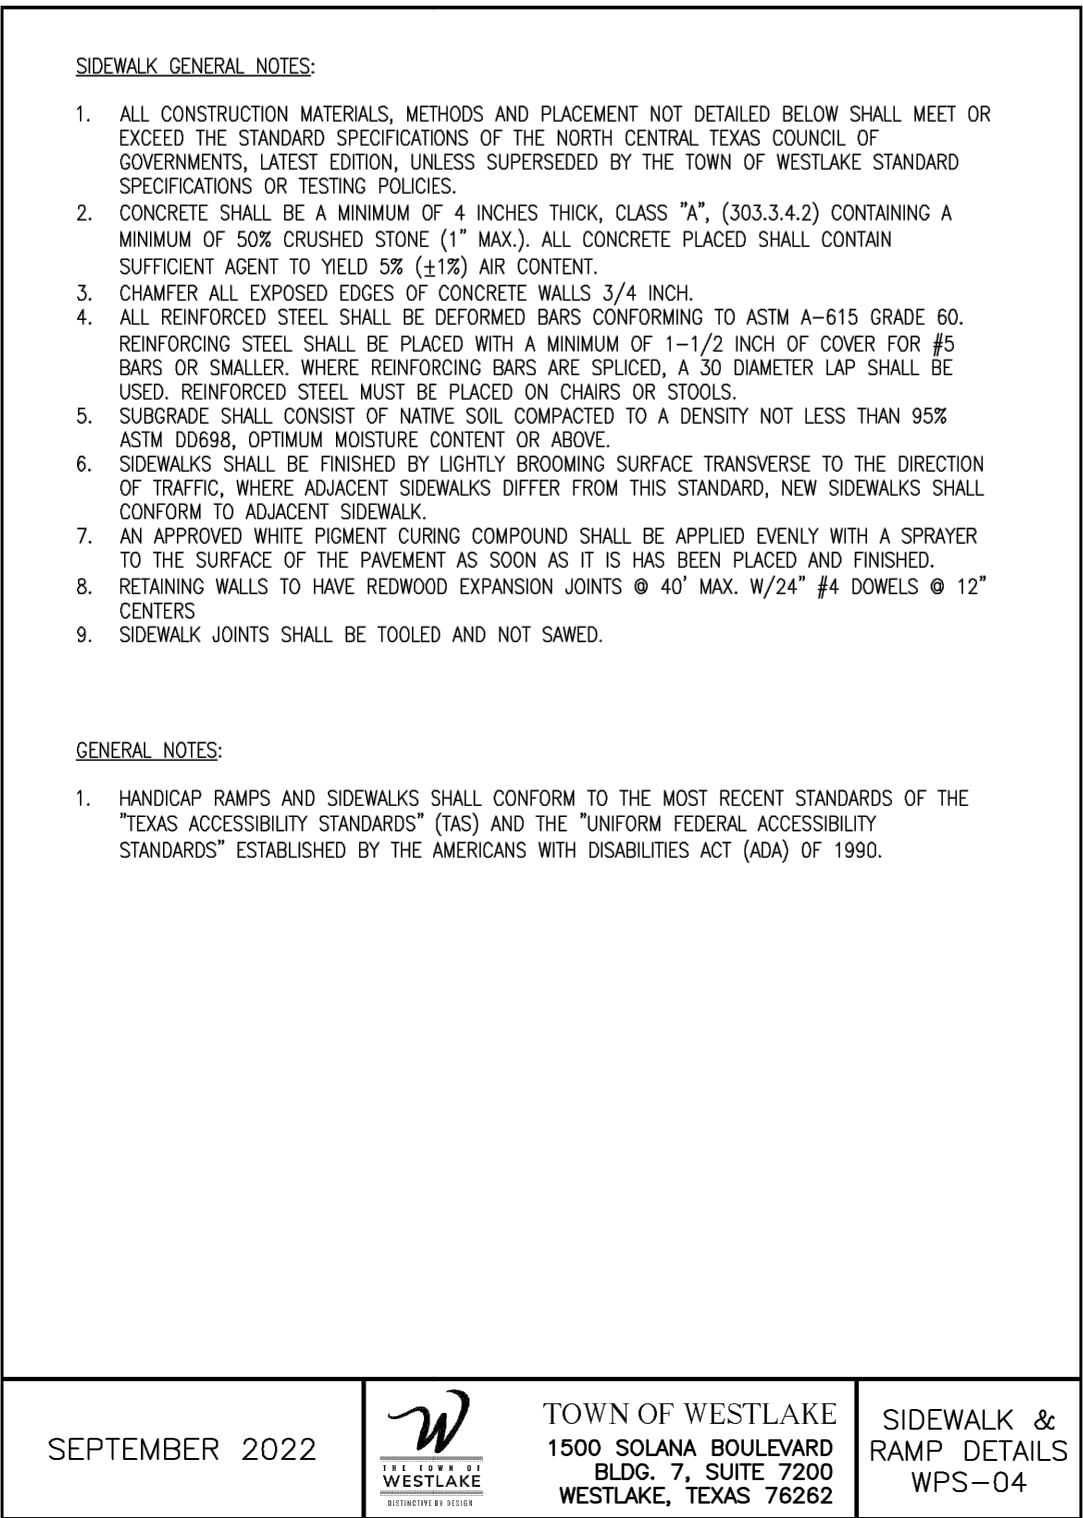 SIDEWALK GENERAL NOTES:
1. ALL CONSTRUCTION MATERIALS, METHODS AND PLACEMENT NOT DETAILED BELOW SHALL MEET OR
EXCEED THE STANDARD SPECIFICATIONS OF THE NORTH CENTRAL TEXAS COUNCIL OF
GOVERNMENTS, LATEST EDITION, UNLESS SUPERSEDED BY THE TOWN OF WESTLAKE STANDARD
SPECIFICATIONS OR TESTING POLICIES.
2. CONCRETE SHALL BE A MINIMUM OF 4 INCHES THICK, CLASS "A", (303.3.4.2) CONTAINING A
MINIMUM OF 50% CRUSHED STONE (1" MAX.). ALL CONCRETE PLACED SHALL CONTAIN
SUFFICIENT AGENT TO YIELD 5% (±1%) AIR CONTENT.
3. CHAMFER ALL EXPOSED EDGES OF CONCRETE WALLS 3/4 INCH.
4. ALL REINFORCED STEEL SHALL BE DEFORMED BARS CONFORMING TO ASTM A-615 GRADE 60.
REINFORCING STEEL SHALL BE PLACED WITH A MINIMUM OF 1-1/2 INCH OF COVER FOR #5
BARS OR SMALLER. WHERE REINFORCING BARS ARE SPLICED, A 30 DIAMETER LAP SHALL BE
USED. REINFORCED STEEL MUST BE PLACED ON CHAIRS OR STOOLS.
5. SUBGRADE SHALL CONSIST OF NATIVE SOIL COMPACTED TO A DENSITY NOT LESS THAN 95%
ASTM DD698, OPTIMUM MOISTURE CONTENT OR ABOVE.
6. SIDEWALKS SHALL BE FINISHED BY LIGHTLY BROOMING SURFACE TRANSVERSE TO THE DIRECTION
OF TRAFFIC, WHERE ADJACENT SIDEWALKS DIFFER FROM THIS STANDARD, NEW SIDEWALKS SHALL
CONFORM TO ADJACENT SIDEWALK.
7. AN APPROVED WHITE PIGMENT CURING COMPOUND SHALL BE APPLIED EVENLY WITH A SPRAYER
TO THE SURFACE OF THE PAVEMENT AS SOON AS IT IS HAS BEEN PLACED AND FINISHED.
8. RETAINING WALLS TO HAVE REDWOOD EXPANSION JOINTS @ 40' MAX. W/24" #4 DOWELS @ 12"
CENTERS
9. SIDEWALK JOINTS SHALL BE TOOLED AND NOT SAWED.
GENERAL NOTES:
1. HANDICAP RAMPS AND SIDEWALKS SHALL CONFORM TO THE MOST RECENT STANDARDS OF THE
"TEXAS ACCESSIBILITY STANDARDS" (TAS) AND THE "UNIFORM FEDERAL ACCESSIBILITY
STANDARDS" ESTABLISHED BY THE AMERICANS WITH DISABILITIES ACT (ADA) OF 1990.
SEPTEMBER 2022
W
THE TOWN OF
WESTLAKE
DISTINCTIVE BY DESIGN
TOWN OF WESTLAKE
1500 SOLANA BOULEVARD
BLDG. 7, SUITE 7200
WESTLAKE, TEXAS 76262
SIDEWALK &
RAMP DETAILS
WPS-04